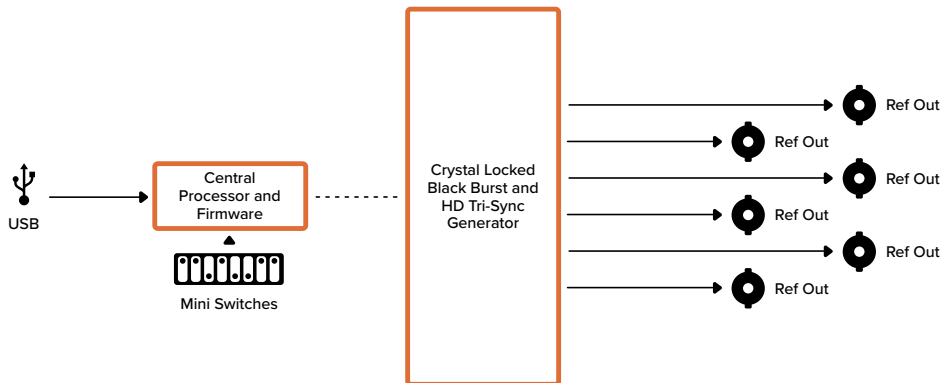 USB
Central
Processor and
Firmware
Mini Switches
Crystal Locked
Black Burst and
HD Tri-Sync
Generator
Ref Out
Ref Out
Ref Out
Ref Out
Ref Out
Ref Out